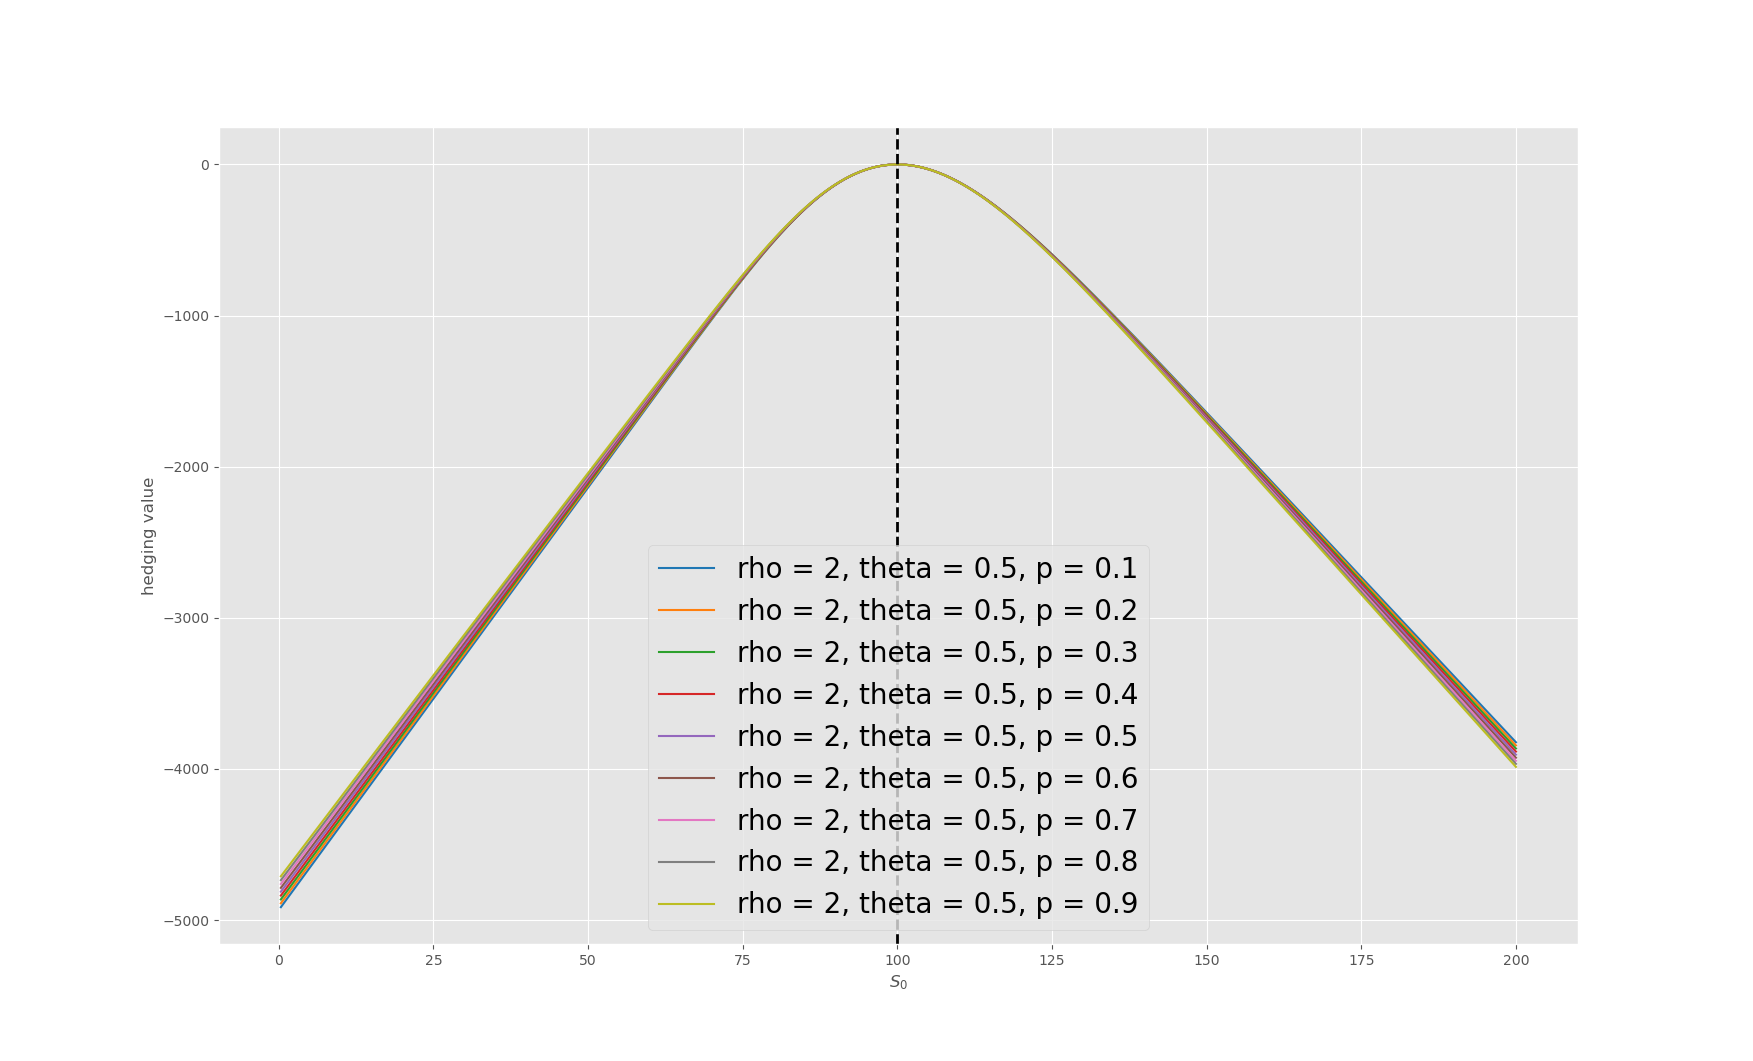 0
−1000
−2000
−3000
−4000
−5000
hedging value
rho = 2, theta = 0.5, p = 0.1
rho = 2, theta = 0.5, p = 0.2
rho = 2, theta = 0.5, p = 0.3
rho = 2, theta = 0.5, p = 0.4
rho = 2, theta = 0.5, p = 0.5
rho = 2, theta = 0.5, p = 0.6
rho = 2, theta = 0.5, p = 0.7
rho = 2, theta = 0.5, p = 0.8
rho = 2, theta = 0.5, p = 0.9
0 25 50 75 100 125 150 175 200
S₀